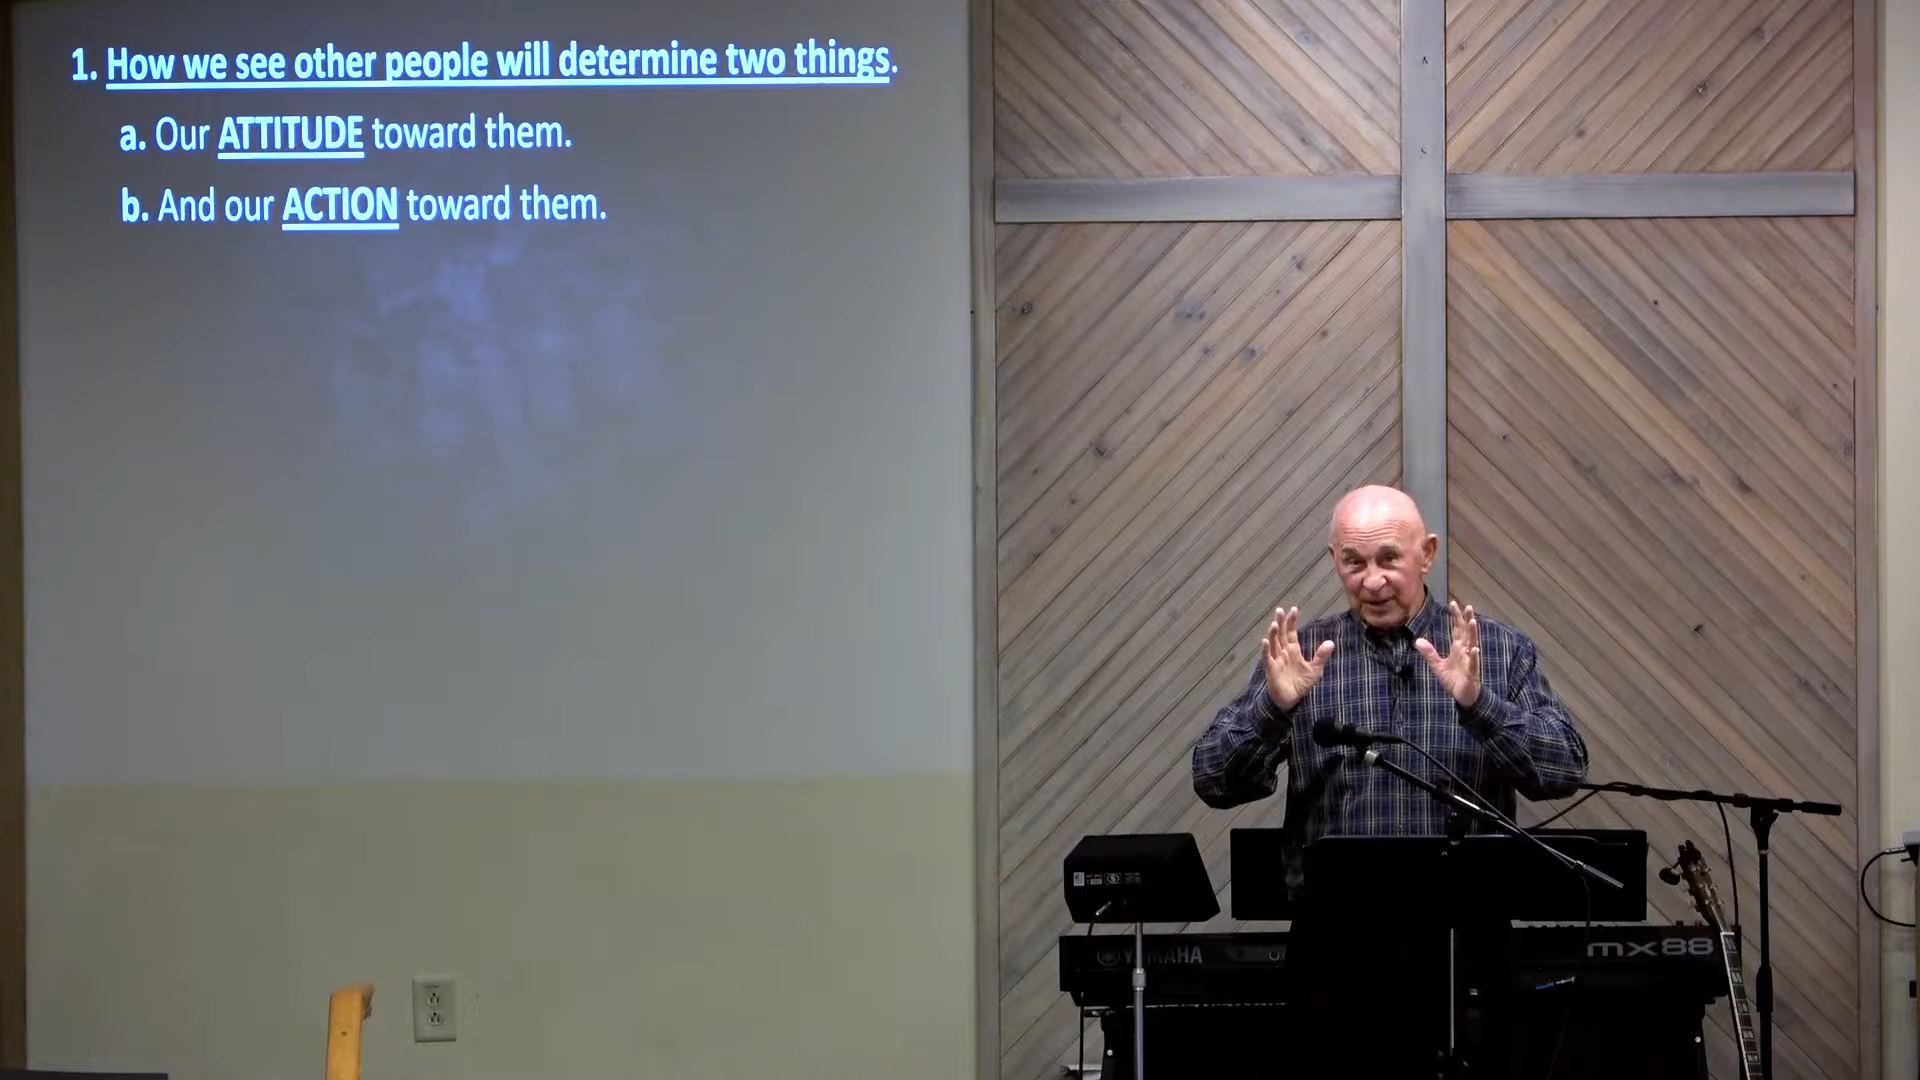 1. How we see other people will determine two things.
a. Our ATTITUDE toward them.
b. And our ACTION toward them.
YAMAHA
MX88